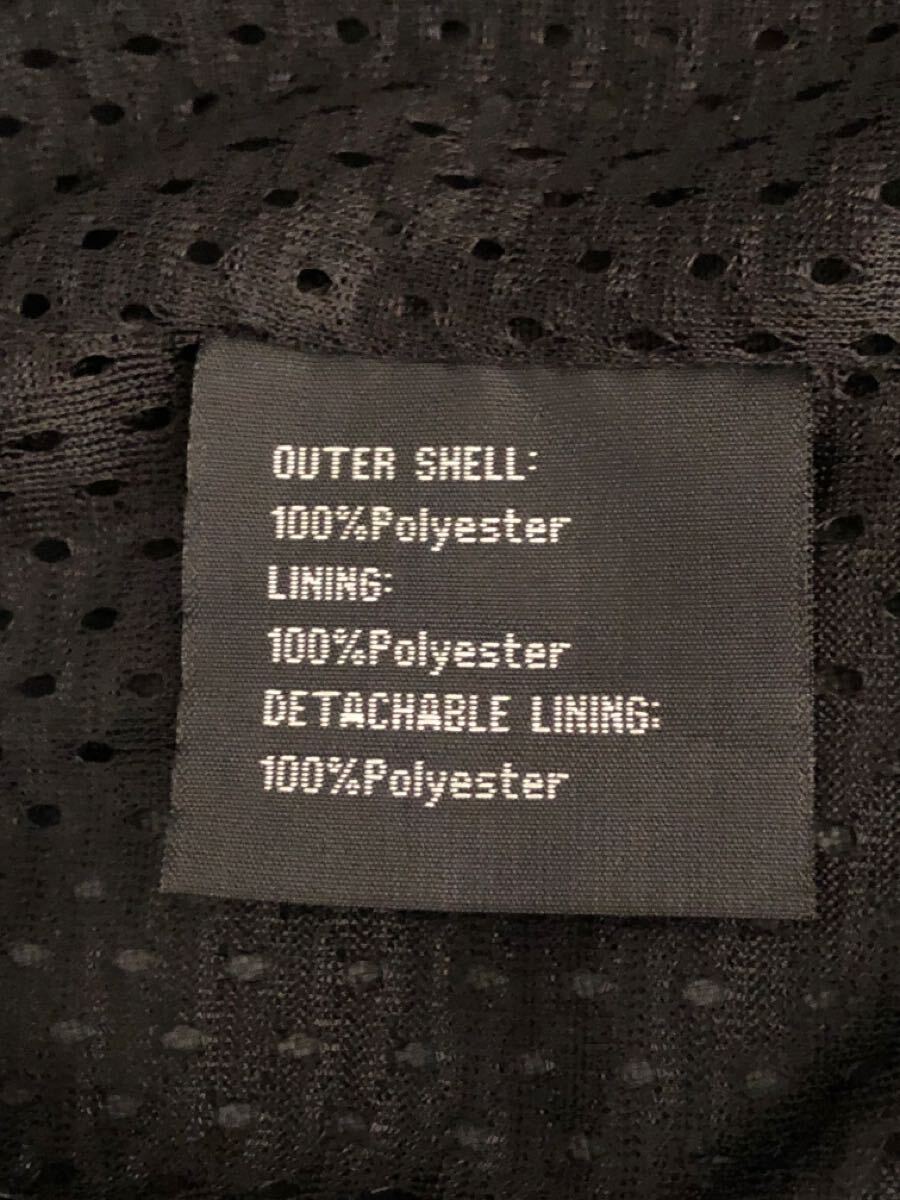 OUTER SHELL:
100%Polyester
LINING:
100%Polyester
DETACHABLE LINING:
100%Polyester